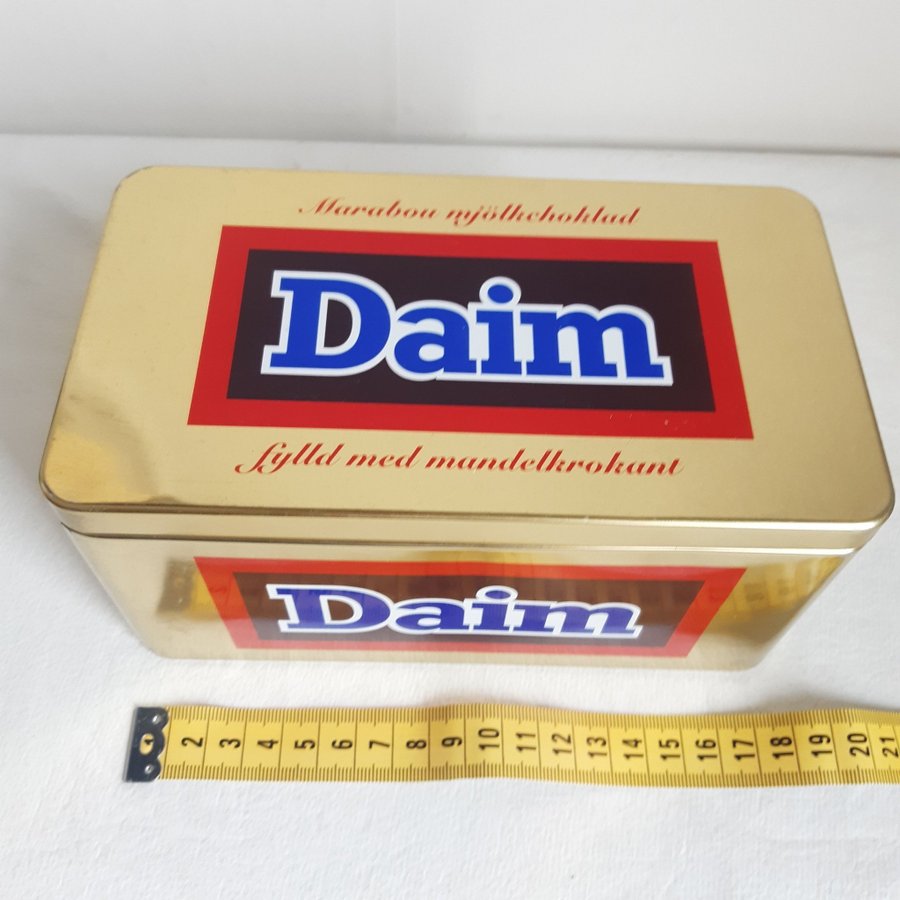 Marabou mjölkchoklad
Daim
fylld med mandelkrokant
Daim
2 3 4 5 6 7 8 9 10 11 12 13 14 15 16 17 18 19 20 21